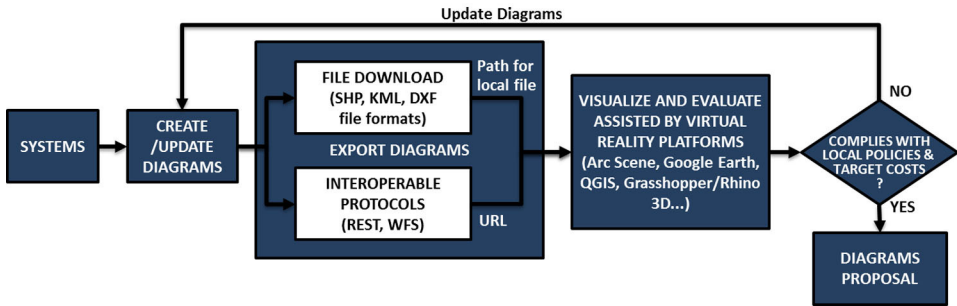 Update Diagrams
SYSTEMS
CREATE
/UPDATE
DIAGRAMS
FILE DOWNLOAD
(SHP, KML, DXF
file formats)
Path for
local file
EXPORT DIAGRAMS
INTEROPERABLE
PROTOCOLS
(REST, WFS)
URL
VISUALIZE AND EVALUATE
ASSISTED BY VIRTUAL
REALITY PLATFORMS
(Arc Scene, Google Earth,
QGIS, Grasshopper/Rhino
3D...)
NO
COMPLIES WITH
LOCAL POLICIES &
TARGET COSTS
?
YES
DIAGRAMS
PROPOSAL